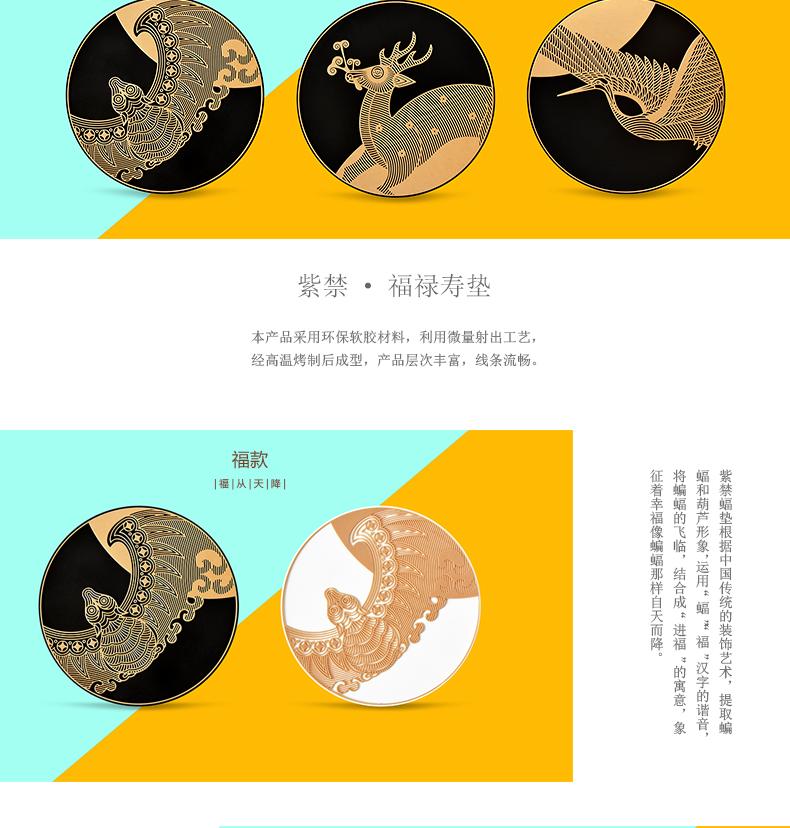 紫禁 • 福禄寿垫
本产品采用环保软胶材料，利用微量射出工艺，
经高温烤制后成型，产品层次丰富，线条流畅。
福款
|福|从|天|降|
紫禁蝠垫根据中国传统的装饰艺术，提取蝙
蝠和葫芦形象，运用“蝠”“福”汉字的谐音，
将蝙蝠的飞临，结合成“进福”的寓意，象
征着幸福像蝙蝠那样自天而降。